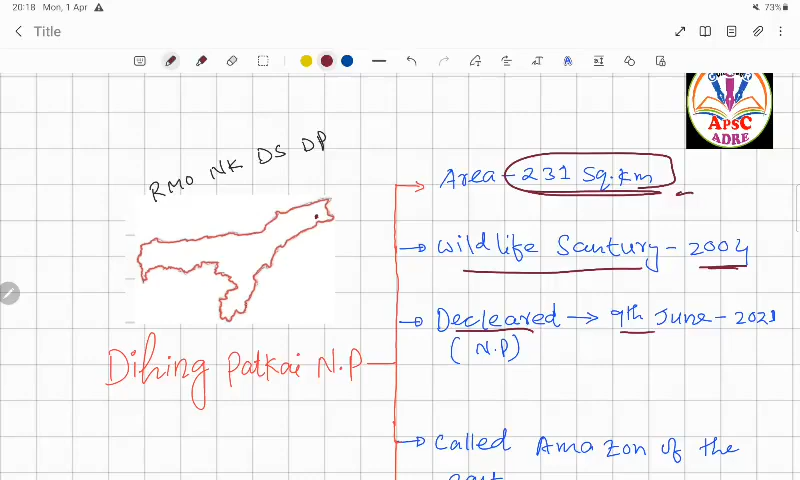 20:18 Mon, 1 Apr
73%
Title
APSC
ADRE
RMO NK DS DP
Area - 231 Sq.km
Wildlife Santury - 2004
Decleared → 9th June - 2021
(N.P)
Dihing Patkai N.P
Called Amazon of the
east